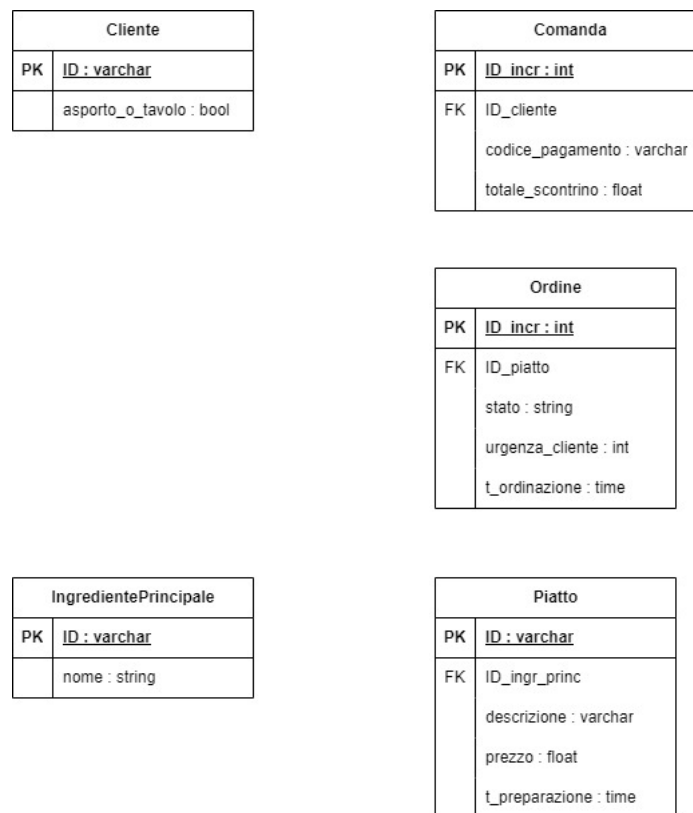 Cliente
PK ID : varchar
asporto_o_tavolo : bool
Comanda
PK ID_incr : int
FK ID_cliente
codice_pagamento : varchar
totale_scontrino : float
Ordine
PK ID_incr : int
FK ID_piatto
stato : string
urgenza_cliente : int
t_ordinazione : time
IngredientePrincipale
PK ID : varchar
nome : string
Piatto
PK ID : varchar
FK ID_ingr_princ
descrizione : varchar
prezzo : float
t_preparazione : time